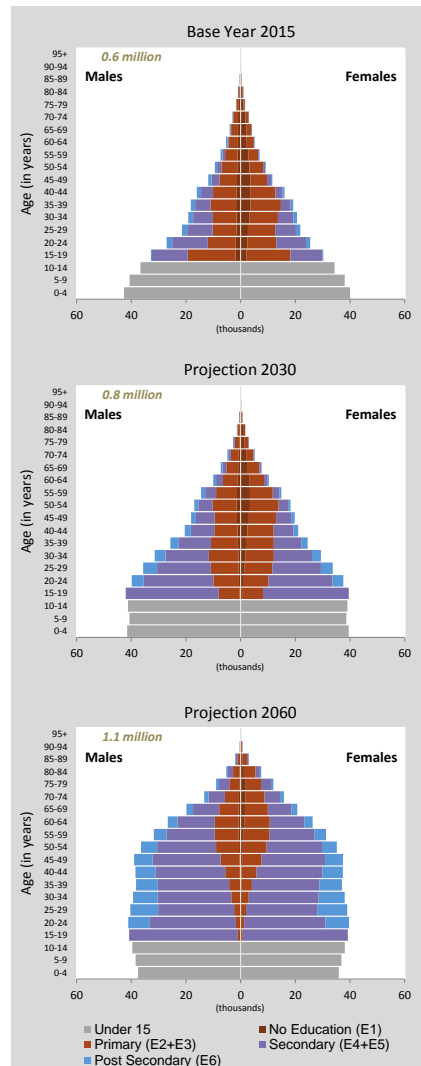 Base Year 2015
0.6 million
Males Females
Age (in years)
95+
90-94
85-89
80-84
75-79
70-74
65-69
60-64
55-59
50-54
45-49
40-44
35-39
30-34
25-29
20-24
15-19
10-14
5-9
0-4
60 40 20 0 20 40 60
(thousands)
Projection 2030
0.8 million
Males Females
Age (in years)
95+
90-94
85-89
80-84
75-79
70-74
65-69
60-64
55-59
50-54
45-49
40-44
35-39
30-34
25-29
20-24
15-19
10-14
5-9
0-4
60 40 20 0 20 40 60
(thousands)
Projection 2060
1.1 million
Males Females
Age (in years)
95+
90-94
85-89
80-84
75-79
70-74
65-69
60-64
55-59
50-54
45-49
40-44
35-39
30-34
25-29
20-24
15-19
10-14
5-9
0-4
60 40 20 0 20 40 60
(thousands)
Under 15 No Education (E1)
Primary (E2+E3) Secondary (E4+E5)
Post Secondary (E6)